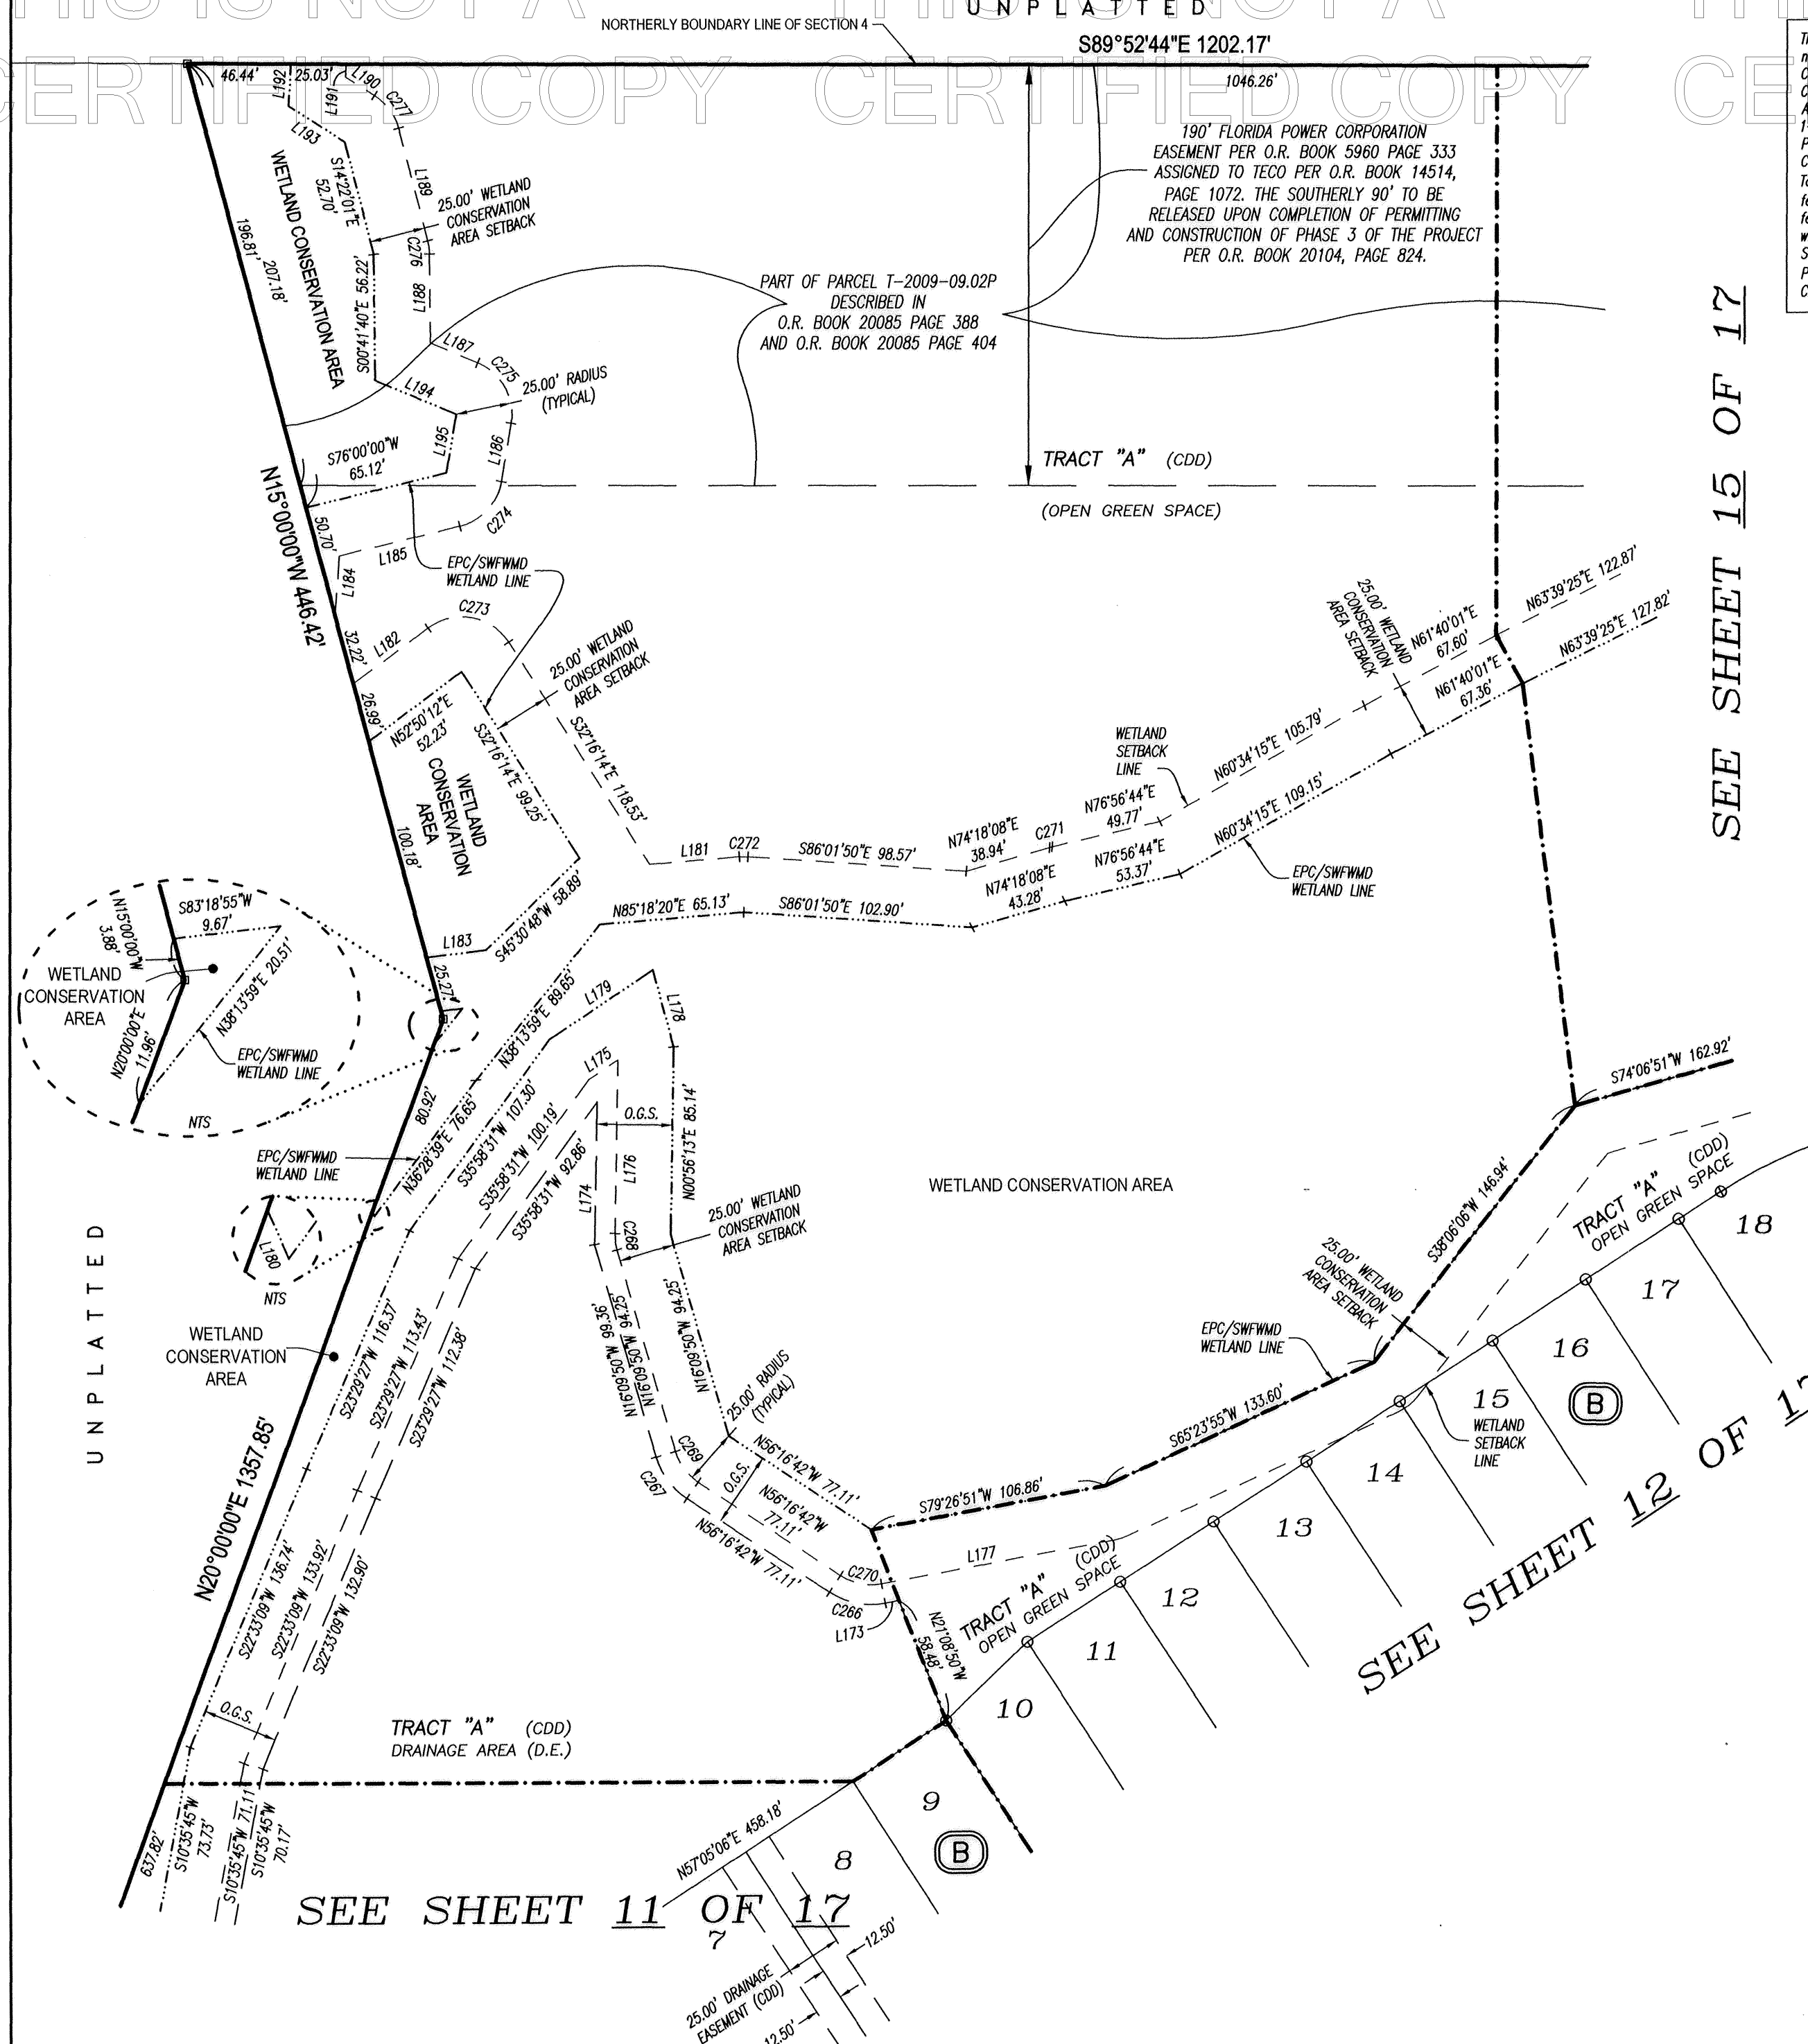 THIS IS NOT A
THIS IS NOT A
CERTIFIED COPY
CERTIFIED COPY
UNPLATTED
NORTHERLY BOUNDARY LINE OF SECTION 4
S89°52'44"E 1202.17'
46.44'
25.03'
1046.26'
L192
L191
L190
C277
L193
L189
S14°22'01"E
52.70'
WETLAND CONSERVATION AREA
25.00' WETLAND
CONSERVATION
AREA SETBACK
190' FLORIDA POWER CORPORATION
EASEMENT PER O.R. BOOK 5960 PAGE 333
ASSIGNED TO TECO PER O.R. BOOK 14514,
PAGE 1072. THE SOUTHERLY 90' TO BE
RELEASED UPON COMPLETION OF PERMITTING
AND CONSTRUCTION OF PHASE 3 OF THE PROJECT
PER O.R. BOOK 20104, PAGE 824.
196.81'
207.18'
C276
S00°41'40"E 56.22'
L188
PART OF PARCEL T-2009-09.02P
DESCRIBED IN
O.R. BOOK 20085 PAGE 388
AND O.R. BOOK 20085 PAGE 404
SEE SHEET 15 OF 17
L187
C275
L194
25.00' RADIUS
(TYPICAL)
L195
L186
S76°00'00"W
65.12'
TRACT "A" (CDD)
(OPEN GREEN SPACE)
N15°00'00"W 446.42'
50.70'
C274
L185
L184
EPC/SWFWMD
WETLAND LINE
C273
L182
32.22'
25.00' WETLAND
CONSERVATION
AREA SETBACK
25.00' WETLAND
CONSERVATION
AREA SETBACK
N63°39'25"E 122.87'
N61°40'01"E
67.60'
N63°39'25"E 127.82'
N61°40'01"E
67.36'
26.99'
N52°50'12"E
52.23'
S32°16'14"E 99.25'
S32°16'14"E 118.53'
WETLAND
CONSERVATION
AREA
WETLAND
SETBACK
LINE
N60°34'15"E 105.79'
N60°34'15"E 109.15'
100.18'
L181
C272
S86°01'50"E 98.57'
N74°18'08"E
38.94'
C271
N76°56'44"E
49.77'
N76°56'44"E
53.37'
N74°18'08"E
43.28'
EPC/SWFWMD
WETLAND LINE
N85°18'20"E 65.13'
S86°01'50"E 102.90'
L183
S45°30'48"W 58.89'
25.27'
N15°00'00"W
3.88'
S83°18'55"W
9.67'
WETLAND
CONSERVATION
AREA
N38°13'59"E 20.51'
N20°00'00"E
11.96'
EPC/SWFWMD
WETLAND LINE
NTS
N38°13'59"E 89.65'
L179
L178
L175
80.92'
N36°28'39"E 76.65'
S35°58'31"W 107.30'
S35°58'31"W 100.19'
S35°58'31"W 92.86'
O.G.S.
N00°56'13"E 85.14'
L174
L176
S74°06'51"W 162.92'
EPC/SWFWMD
WETLAND LINE
L180
NTS
WETLAND CONSERVATION AREA
25.00' WETLAND
CONSERVATION
AREA SETBACK
C268
S38°06'06"W 146.94'
TRACT "A" (CDD)
OPEN GREEN SPACE
18
17
16
15
25.00' WETLAND
CONSERVATION
AREA SETBACK
B
UNPLATTED
WETLAND
CONSERVATION
AREA
S23°29'27"W 116.37'
S23°29'27"W 113.43'
S23°29'27"W 112.38'
N16°09'50"W 99.36'
N16°09'50"W 94.25'
N16°09'50"W 94.25'
EPC/SWFWMD
WETLAND LINE
WETLAND
SETBACK
LINE
25.00' RADIUS
(TYPICAL)
S65°23'55"W 133.60'
14
N20°00'00"E 1357.85'
C269
C267
O.G.S.
N56°16'42"W 77.11'
N56°16'42"W
77.11'
N56°16'42"W 77.11'
S79°26'51"W 106.86'
13
SEE SHEET 12 OF
L177
C270
C266
L173
TRACT "A" (CDD)
OPEN GREEN SPACE
12
11
10
N21°08'50"W
58.48'
S22°33'09"W 136.74'
S22°33'09"W 133.92'
S22°33'09"W 132.90'
O.G.S.
TRACT "A" (CDD)
DRAINAGE AREA (D.E.)
637.82'
S10°35'45"W
73.73'
S10°35'45"W 71.11'
S10°35'45"W
70.17'
N57°05'06"E 458.18'
9
8
B
SEE SHEET 11 OF 17
7
12.50'
25.00' DRAINAGE
EASEMENT (CDD)
12.50'